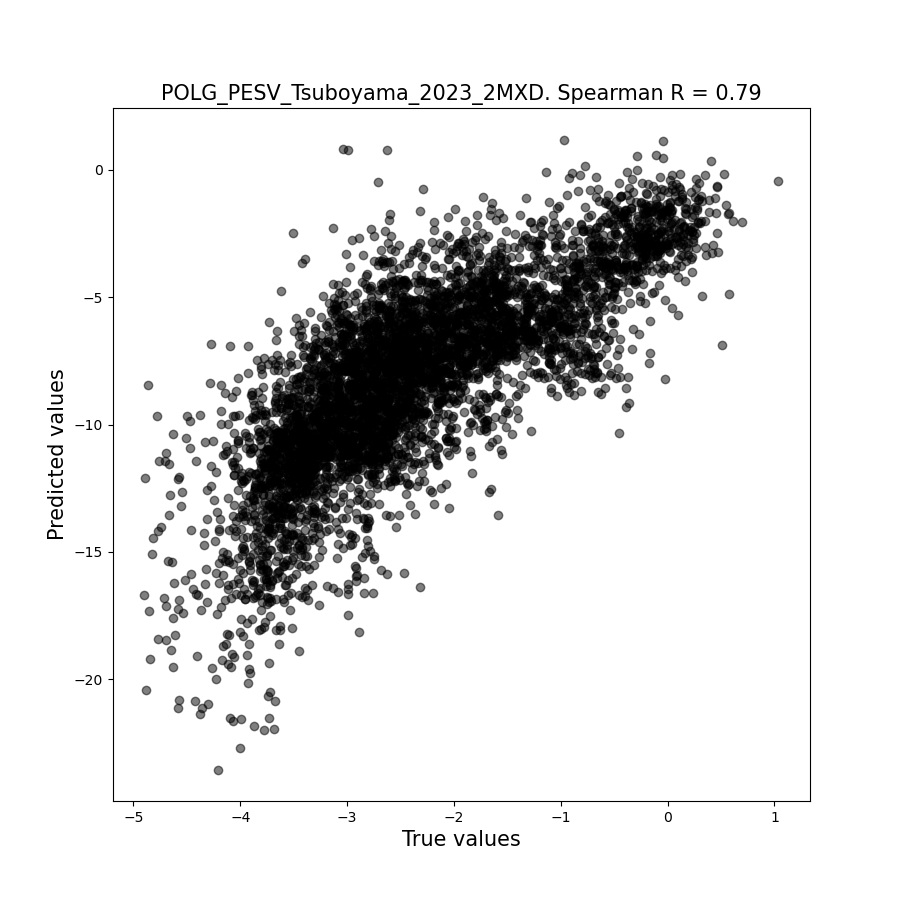 POLG_PESV_Tsuboyama_2023_2MXD. Spearman R = 0.79
0
−5
−10
−15
−20
Predicted values
−5 −4 −3 −2 −1 0 1
True values